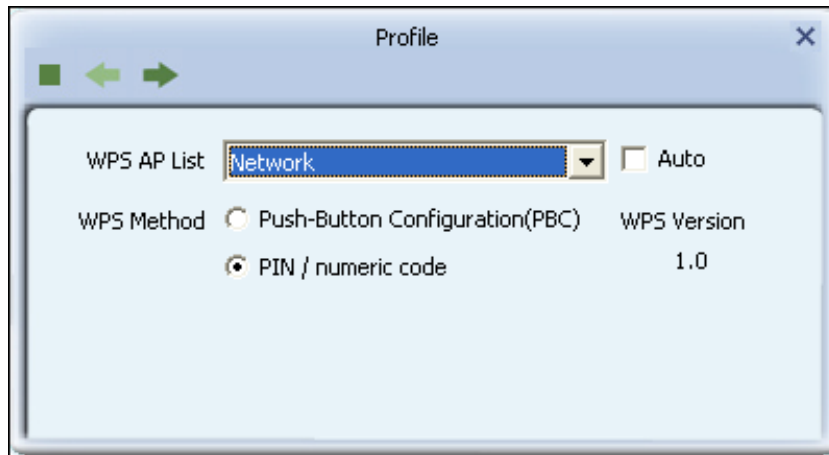 Profile
WPS AP List Network Auto
WPS Method Push-Button Configuration(PBC) WPS Version
PIN / numeric code 1.0